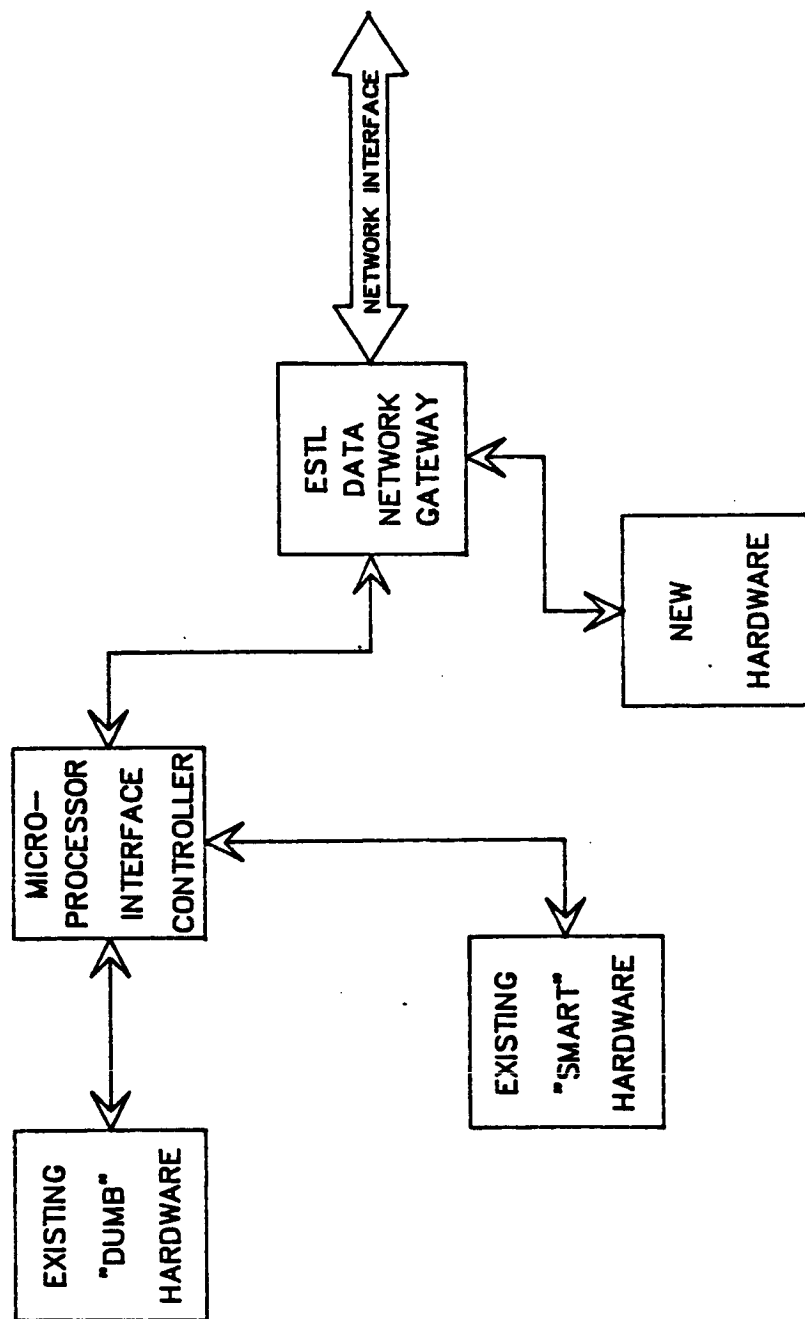 EXISTING
"DUMB"
HARDWARE
MICRO-
PROCESSOR
INTERFACE
CONTROLLER
EXISTING
"SMART"
HARDWARE
ESTL
DATA
NETWORK
GATEWAY
NETWORK INTERFACE
NEW
HARDWARE